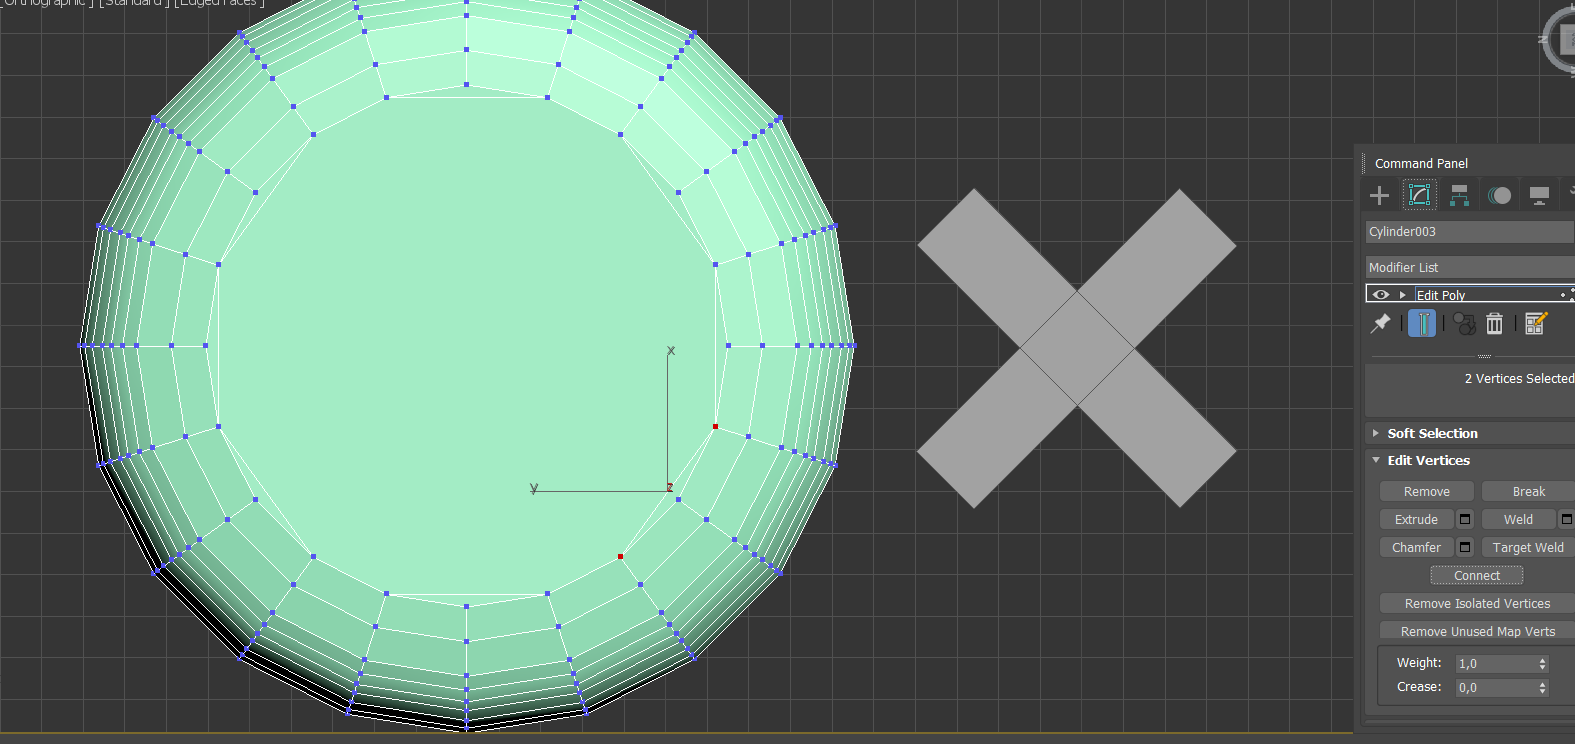 [Orthographic ] [Standard ] [Edged Faces ]
Command Panel
Cylinder003
Modifier List
Edit Poly
2 Vertices Selected
Soft Selection
Edit Vertices
Remove Break
Extrude Weld
Chamfer Target Weld
Connect
Remove Isolated Vertices
Remove Unused Map Verts
Weight: 1,0
Crease: 0,0
x
y z
N